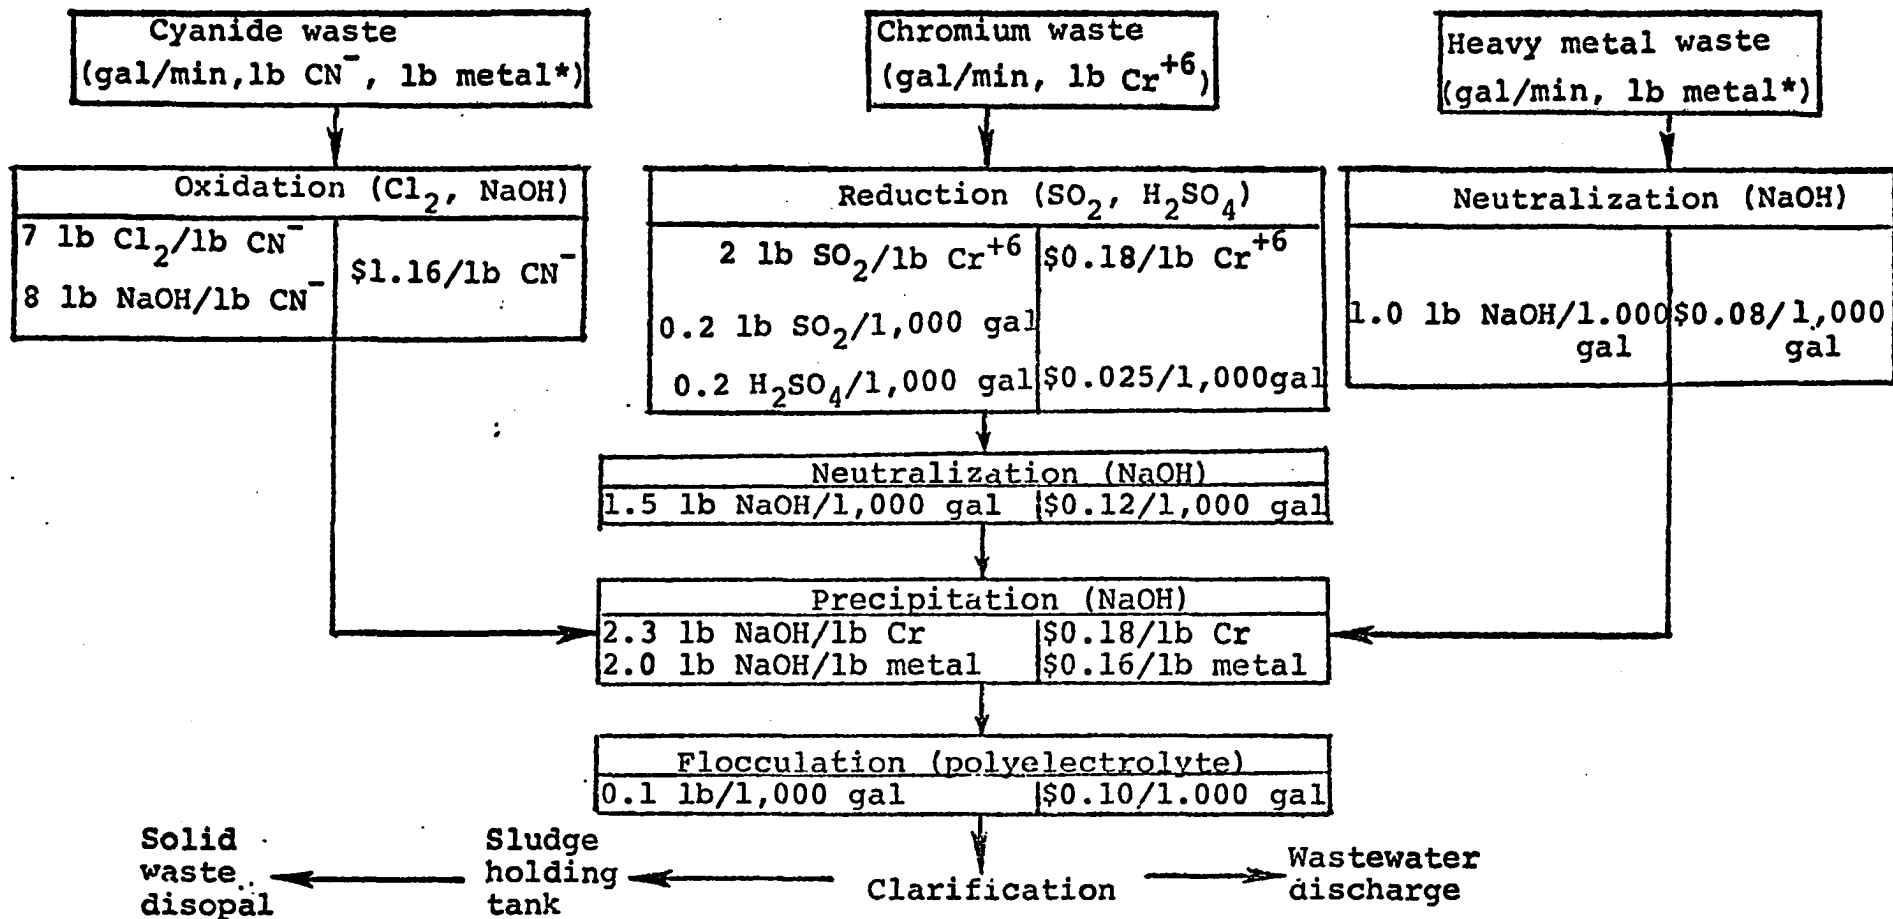 Cyanide waste
(gal/min,lb CN⁻, lb metal*)
Chromium waste
(gal/min, lb Cr⁺⁶)
Heavy metal waste
(gal/min, lb metal*)
Oxidation (Cl₂, NaOH)
7 lb Cl₂/lb CN⁻
8 lb NaOH/lb CN⁻
$1.16/lb CN⁻
Reduction (SO₂, H₂SO₄)
2 lb SO₂/lb Cr⁺⁶ $0.18/lb Cr⁺⁶
0.2 lb SO₂/1,000 gal
0.2 H₂SO₄/1,000 gal $0.025/1,000gal
Neutralization (NaOH)
1.0 lb NaOH/1.000 $0.08/1,000
gal gal
Neutralization (NaOH)
1.5 lb NaOH/1,000 gal $0.12/1,000 gal
Precipitation (NaOH)
2.3 lb NaOH/lb Cr $0.18/lb Cr
2.0 lb NaOH/lb metal $0.16/lb metal
Flocculation (polyelectrolyte)
0.1 lb/1,000 gal $0.10/1.000 gal
Solid
waste
disopal
Sludge
holding
tank
Clarification
Wastewater
discharge